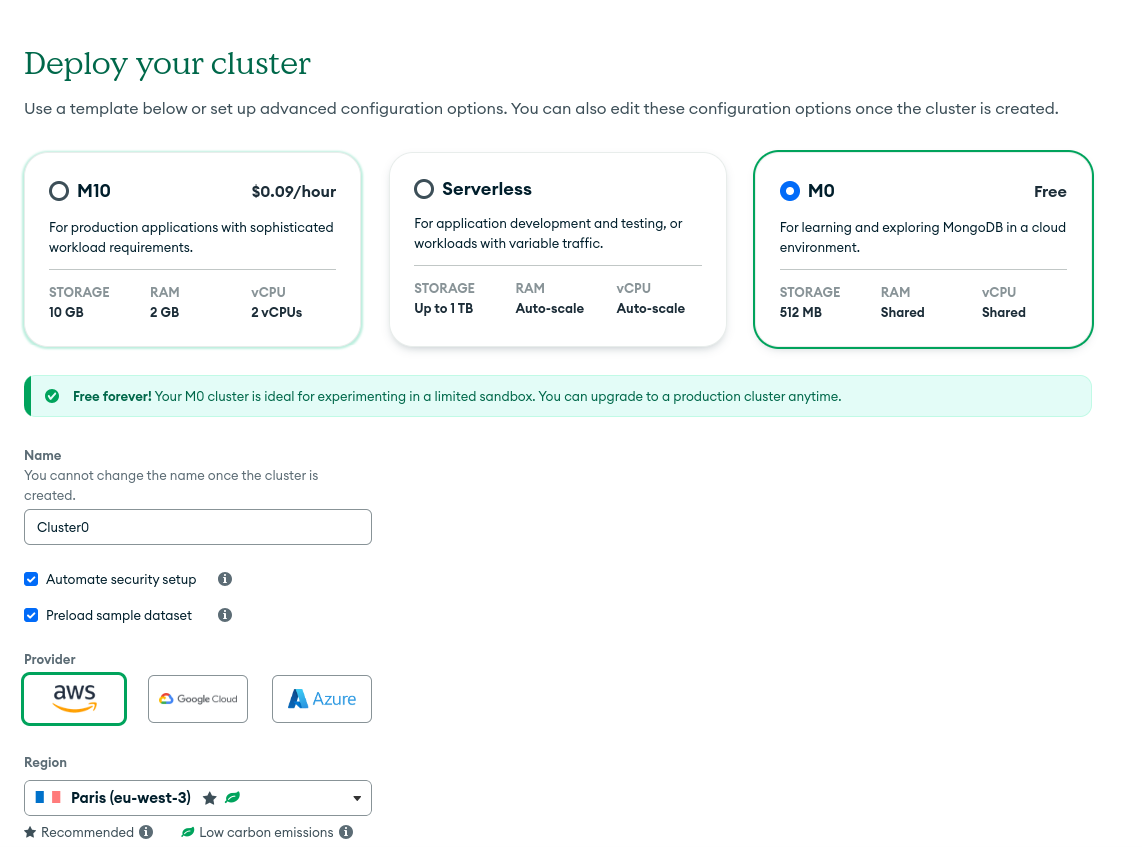 Deploy your cluster
Use a template below or set up advanced configuration options. You can also edit these configuration options once the cluster is created.
M10 $0.09/hour
For production applications with sophisticated
workload requirements.
STORAGE RAM vCPU
10 GB 2 GB 2 vCPUs
Serverless
For application development and testing, or
workloads with variable traffic.
STORAGE RAM vCPU
Up to 1 TB Auto-scale Auto-scale
M0 Free
For learning and exploring MongoDB in a cloud
environment.
STORAGE RAM vCPU
512 MB Shared Shared
Free forever! Your M0 cluster is ideal for experimenting in a limited sandbox. You can upgrade to a production cluster anytime.
Name
You cannot change the name once the cluster is
created.
Cluster0
Automate security setup
Preload sample dataset
Provider
aws Google Cloud Azure
Region
Paris (eu-west-3)
Recommended Low carbon emissions